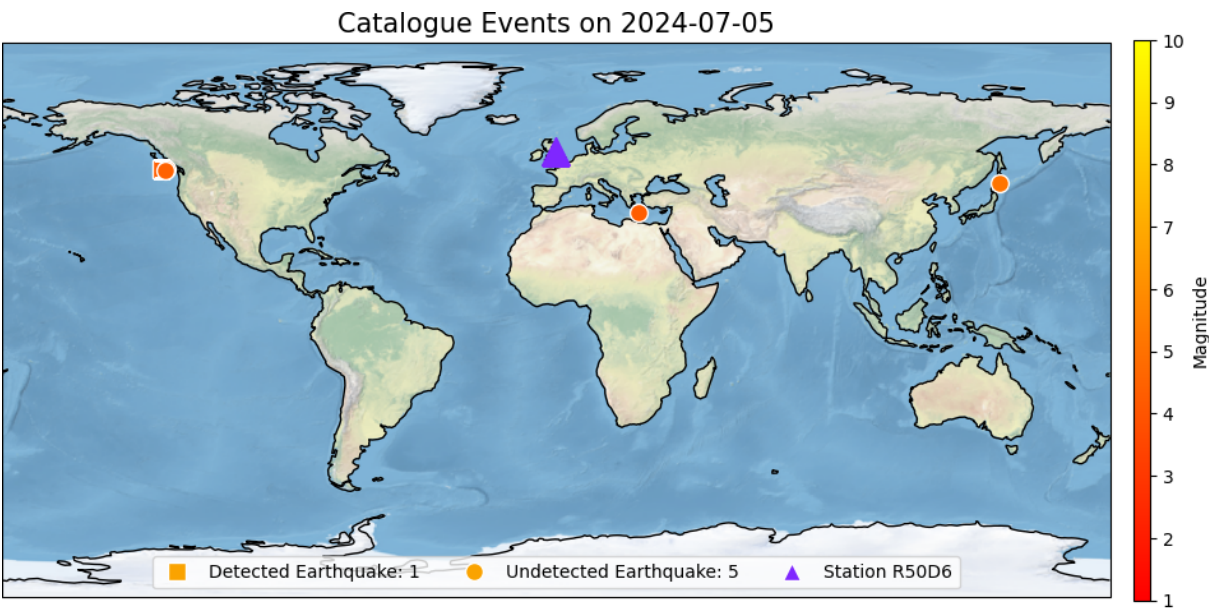 Catalogue Events on 2024-07-05
10
9
8
7
6
5
4
3
2
1
Magnitude
Detected Earthquake: 1
Undetected Earthquake: 5
Station R50D6